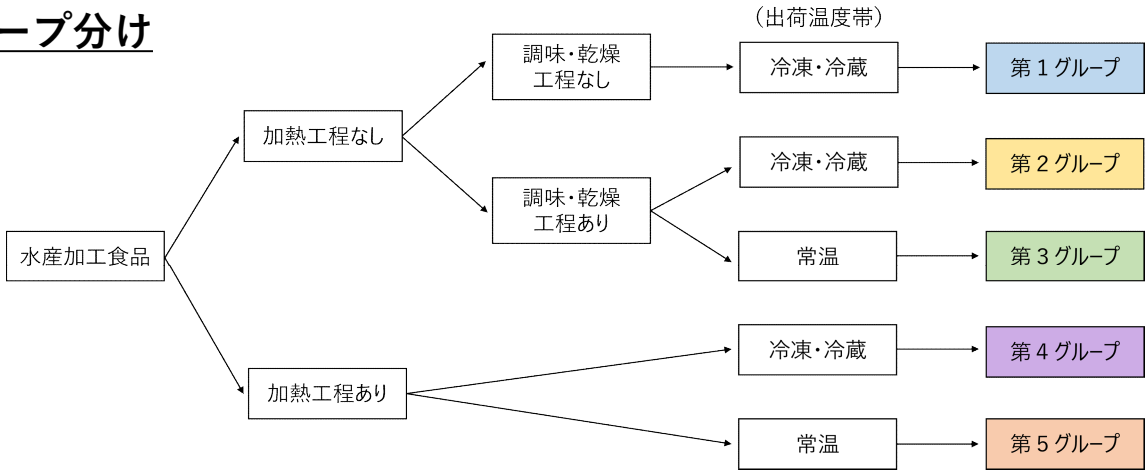 ープ分け
(出荷温度帯)
調味・乾燥
工程なし
冷凍・冷蔵
第1グループ
加熱工程なし
冷凍・冷蔵
第2グループ
調味・乾燥
工程あり
水産加工食品
常温
第3グループ
冷凍・冷蔵
第4グループ
加熱工程あり
常温
第5グループ